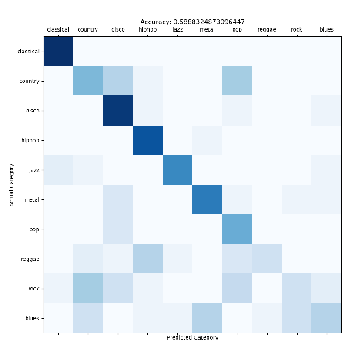 Accuracy: 0.5988324873096447
classical country disco hiphop jazz metal pop reggae rock blues
classical
country
disco
hiphop
jazz
metal
pop
reggae
rock
blues
Predicted Category